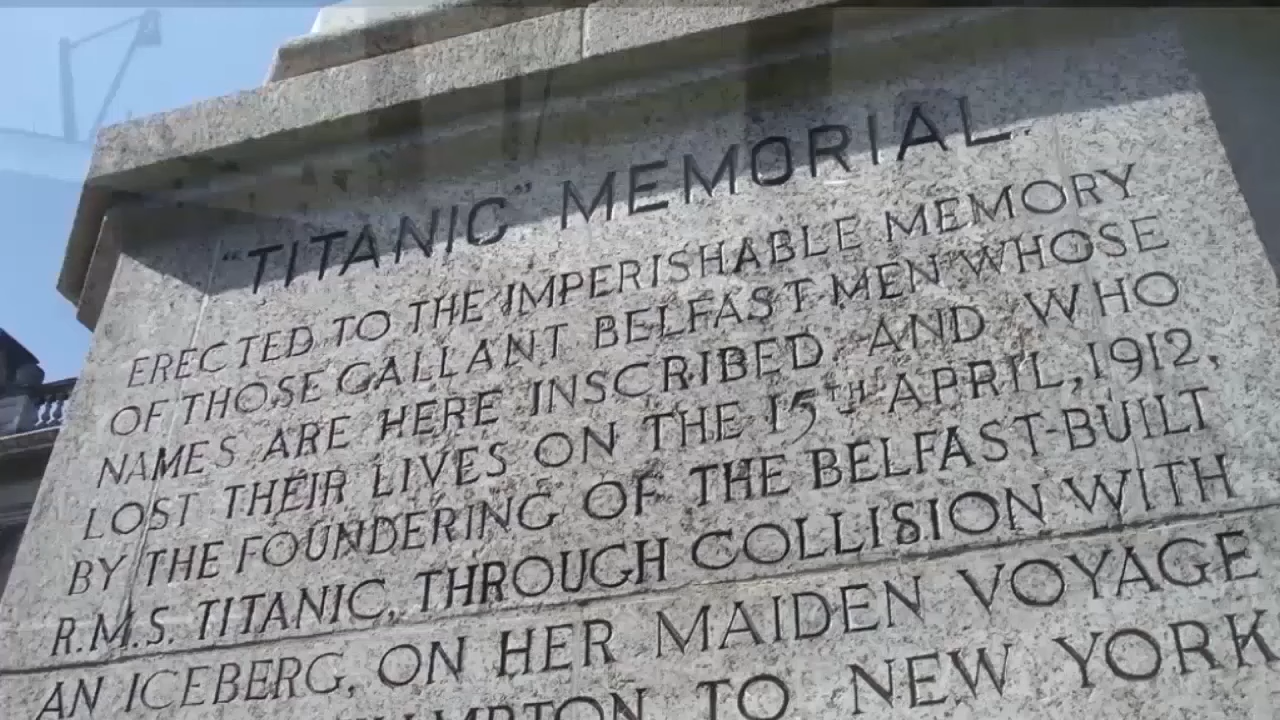 "TITANIC" MEMORIAL.
ERECTED TO THE IMPERISHABLE MEMORY
OF THOSE GALLANT BELFAST MEN WHOSE
NAMES ARE HERE INSCRIBED AND WHO
LOST THEIR LIVES ON THE 15TH APRIL, 1912,
BY THE FOUNDERING OF THE BELFAST-BUILT
R.M.S. TITANIC, THROUGH COLLISION WITH
AN ICEBERG, ON HER MAIDEN VOYAGE
TO NEW YORK